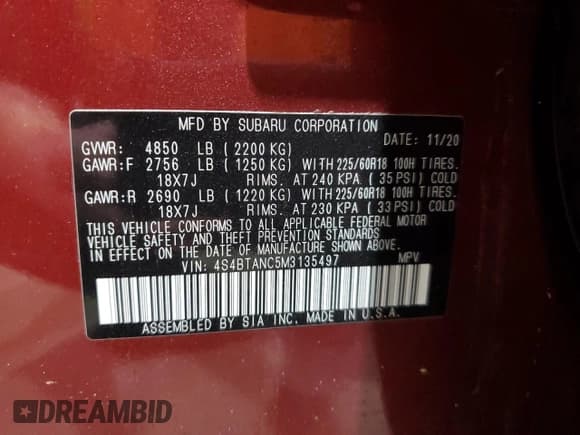 MFD BY SUBARU CORPORATION
DATE: 11/20
GVWR: 4850 LB ( 2200 KG)
GAWR:F 2756 LB ( 1250 KG) WITH 225/60R18 100H TIRES.
18X7J RIMS. AT 240 KPA ( 35 PSI) COLD
GAWR:R 2690 LB ( 1220 KG) WITH 225/60R18 100H TIRES.
18X7J RIMS. AT 230 KPA ( 33 PSI) COLD
THIS VEHICLE CONFORMS TO ALL APPLICABLE FEDERAL MOTOR
VEHICLE SAFETY AND THEFT PREVENTION STANDARDS
IN EFFECT ON THE DATE OF MANUFACTURE SHOWN ABOVE.
VIN: 4S4BTANC5M3135497 MPV
ASSEMBLED BY SIA INC. MADE IN U.S.A.
DREAMBID